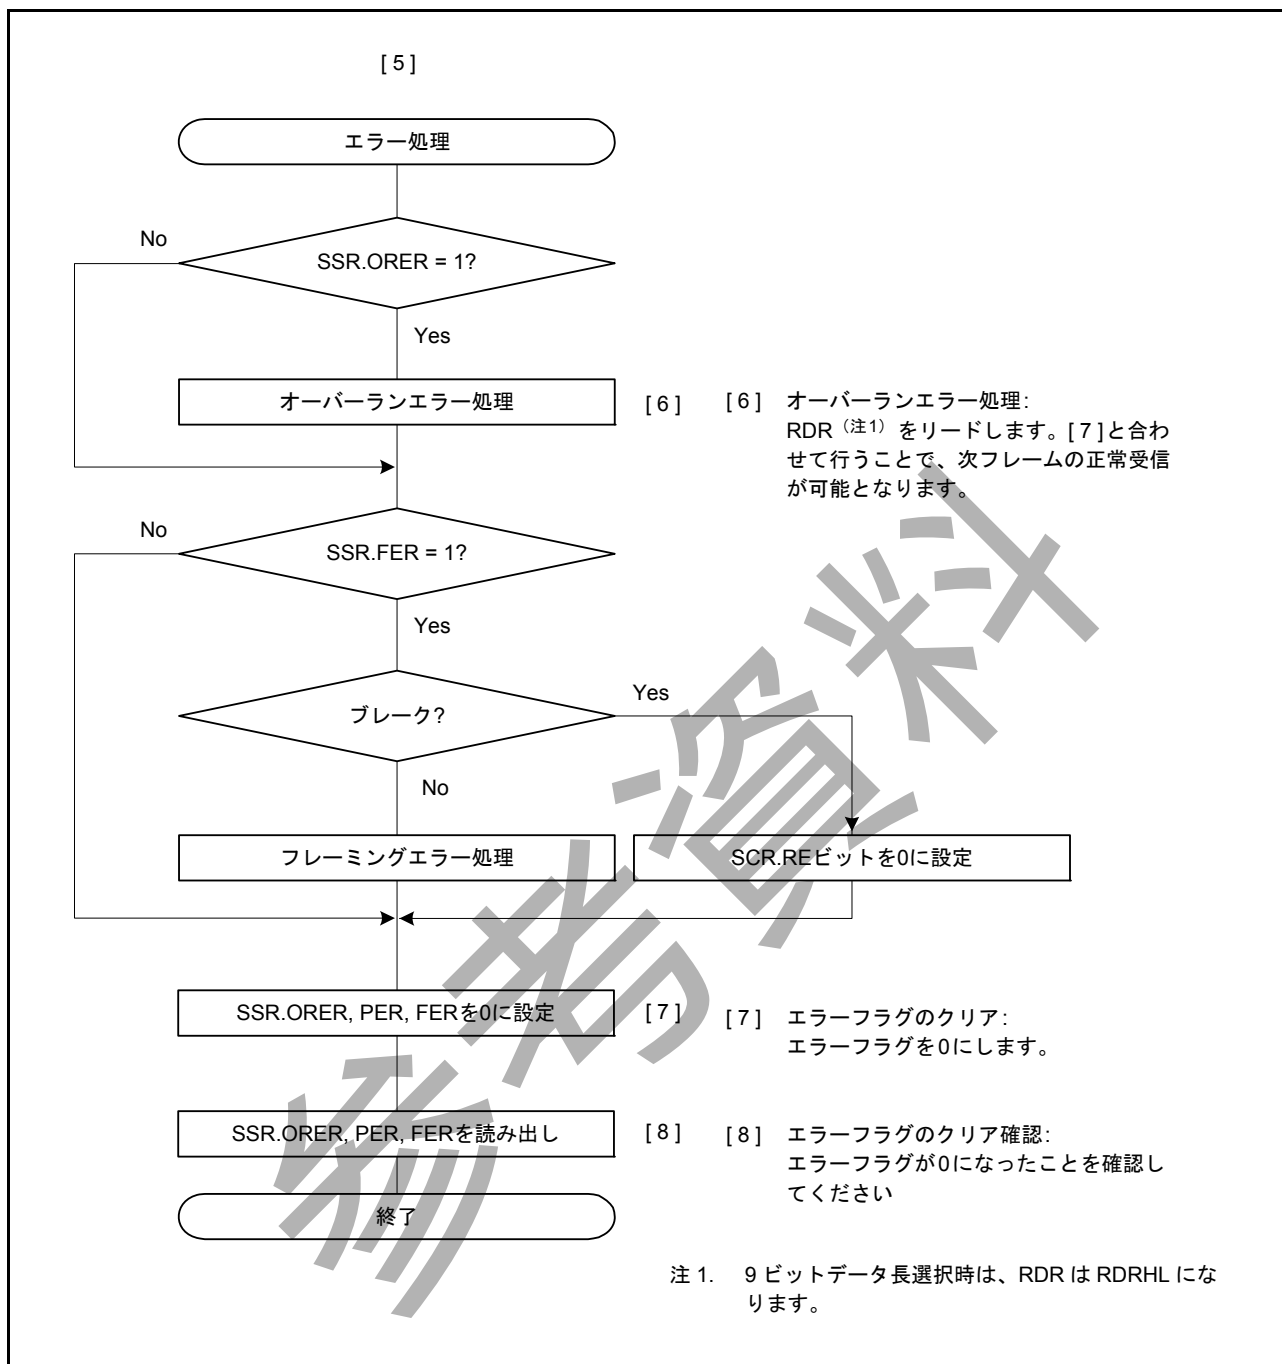 [ 5 ]
エラー処理
No
SSR.ORER = 1?
Yes
オーバーランエラー処理
[ 6 ]
[ 6 ] オーバーランエラー処理:
RDR（注1）をリードします。[ 7 ]と合わ
せて行うことで、次フレームの正常受信
が可能となります。
No
SSR.FER = 1?
Yes
ブレーク?
Yes
No
フレーミングエラー処理
SCR.REビットを0に設定
SSR.ORER, PER, FERを0に設定
[ 7 ]
[ 7 ] エラーフラグのクリア:
エラーフラグを0にします。
SSR.ORER, PER, FERを読み出し
[ 8 ]
[ 8 ] エラーフラグのクリア確認:
エラーフラグが0になったことを確認し
てください
終了
注 1. 9 ビットデータ長選択時は、RDR は RDRHL にな
ります。
参考資料